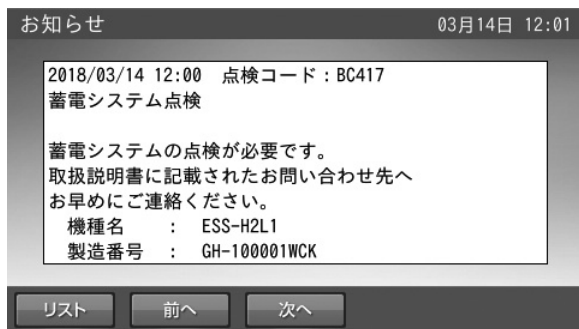 お知らせ 03月14日 12:01
2018/03/14 12:00 点検コード：BC417
蓄電システム点検
蓄電システムの点検が必要です。
取扱説明書に記載されたお問い合わせ先へ
お早めにご連絡ください。
機種名 ： ESS-H2L1
製造番号 ： GH-100001WCK
リスト 前へ 次へ